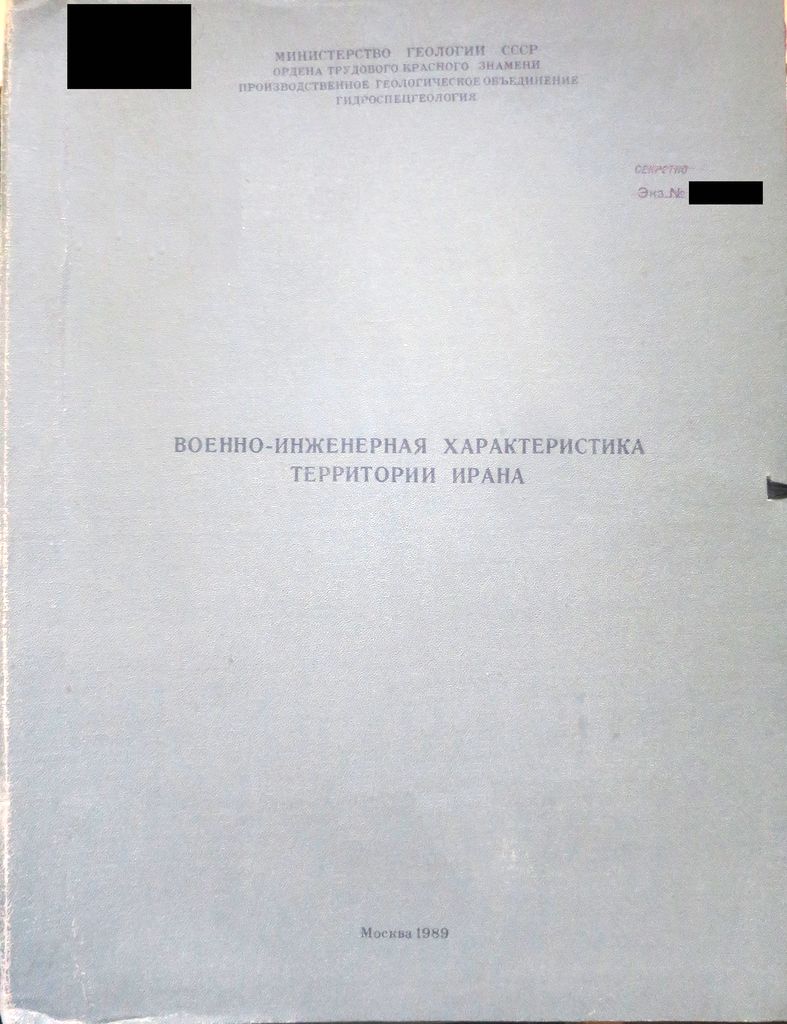 МИНИСТЕРСТВО ГЕОЛОГИИ СССР
ОРДЕНА ТРУДОВОГО КРАСНОГО ЗНАМЕНИ
ПРОИЗВОДСТВЕННОЕ ГЕОЛОГИЧЕСКОЕ ОБЪЕДИНЕНИЕ
ГИДРОСПЕЦГЕОЛОГИЯ
СЕКРЕТНО
Экз.№
ВОЕННО-ИНЖЕНЕРНАЯ ХАРАКТЕРИСТИКА
ТЕРРИТОРИИ ИРАНА
Москва 1989